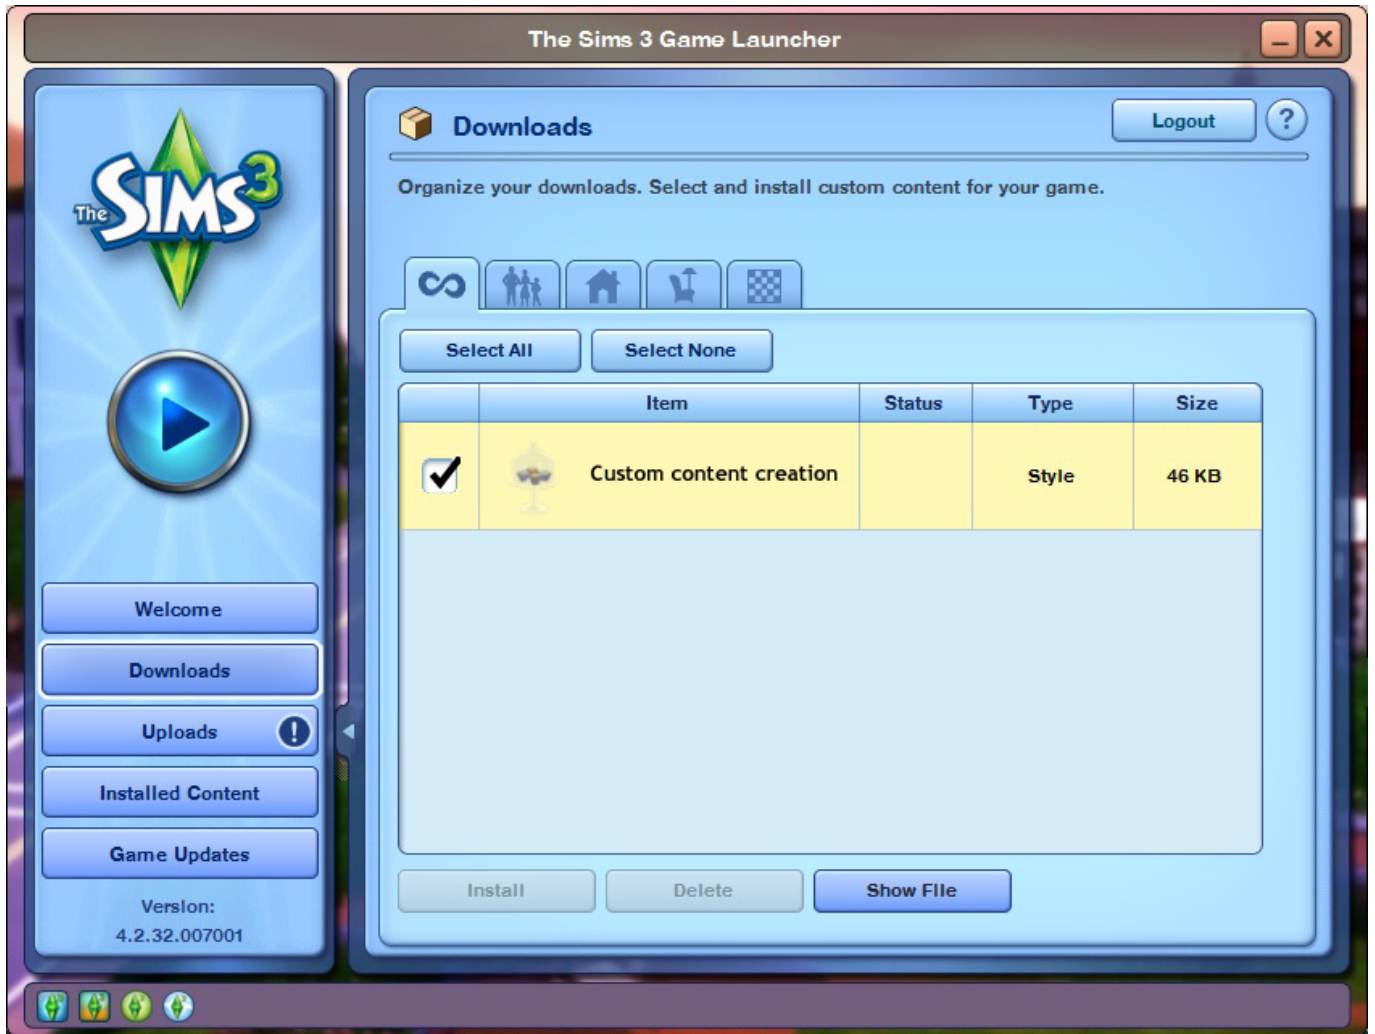 The Sims 3 Game Launcher
The SIMS 3
Downloads
Logout
?
Organize your downloads. Select and install custom content for your game.
Select All
Select None
Item
Status
Type
Size
Custom content creation
Style
46 KB
Welcome
Downloads
Uploads
!
Installed Content
Game Updates
Version:
4.2.32.007001
Install
Delete
Show File